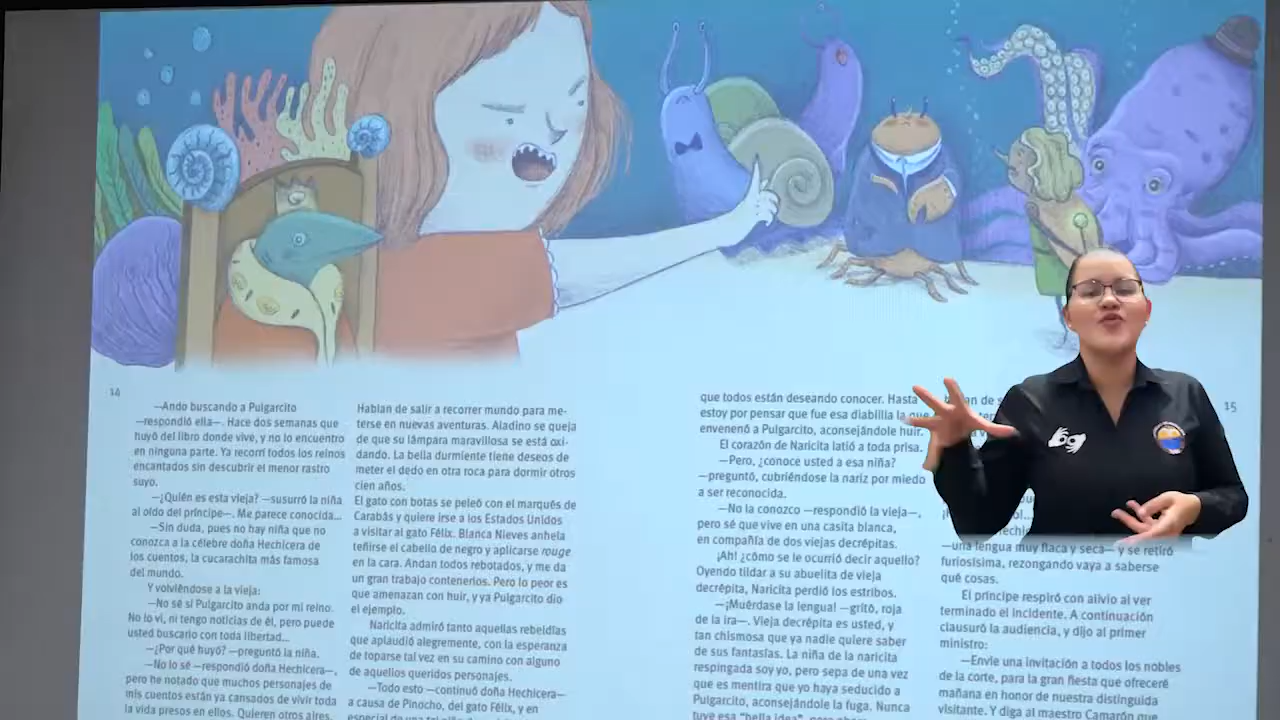 14
—Ando buscando a Pulgarcito
—respondió ella—. Hace dos semanas que
huyó del libro donde vive, y no lo encuentro
en ninguna parte. Ya recorrí todos los reinos
encantados sin descubrir el menor rastro
suyo.
—¿Quién es esta vieja? —susurró la niña
al oído del príncipe—. Me parece conocida...
—Sin duda, pues no hay niña que no
conozca a la célebre doña Hechicera de
los cuentos, la cucarachita más famosa
del mundo.
Y volviéndose a la vieja:
—No sé si Pulgarcito anda por mi reino.
No lo vi, ni tengo noticias de él, pero puede
usted buscarlo con toda libertad...
—¿Por qué huyó? —preguntó la niña.
—No lo sé —respondió doña Hechicera—,
pero he notado que muchos personajes de
mis cuentos están ya cansados de vivir toda
la vida presos en ellos. Quieren otros aires.
Hablan de salir a recorrer mundo para me-
terse en nuevas aventuras. Aladino se queja
de que su lámpara maravillosa se está oxi-
dando. La bella durmiente tiene deseos de
meter el dedo en otra roca para dormir otros
cien años.
El gato con botas se peleó con el marqués de
Carabás y quiere irse a los Estados Unidos
a visitar al gato Félix. Blanca Nieves anhela
teñirse el cabello de negro y aplicarse rouge
en la cara. Andan todos rebotados, y me da
un gran trabajo contenerlos. Pero lo peor es
que amenazan con huir, y ya Pulgarcito dio
el ejemplo.
Naricita admiró tanto aquellas rebeldías
que aplaudió alegremente, con la esperanza
de toparse tal vez en su camino con alguno
de aquellos queridos personajes.
—Todo esto —continuó doña Hechicera—
a causa de Pinocho, del gato Félix, y en
15
que todos están deseando conocer. Hasta
estoy por pensar que fue esa diabilla la que
envenenó a Pulgarcito, aconsejándole huir.
El corazón de Naricita latió a toda prisa.
—Pero, ¿conoce usted a esa niña?
—preguntó, cubriéndose la nariz por miedo
a ser reconocida.
—No la conozco —respondió la vieja—,
pero sé que vive en una casita blanca,
en compañía de dos viejas decrépitas.
¡Ah! ¿cómo se le ocurrió decir aquello?
Oyendo tildar a su abuelita de vieja
decrépita, Naricita perdió los estribos.
—¡Muérdase la lengua! —gritó, roja
de la ira—. Vieja decrépita es usted, y
tan chismosa que ya nadie quiere saber
de sus fantasías. La niña de la naricita
respingada soy yo, pero sepa de una vez
que es mentira que yo haya seducido a
Pulgarcito, aconsejándole la fuga. Nunca
tuve esa "bella idea", pero ahora
—una lengua muy flaca y seca— y se retiró
furiosísima, rezongando vaya a saberse
qué cosas.
El príncipe respiró con alivio al ver
terminado el incidente. A continuación
clausuró la audiencia, y dijo al primer
ministro:
—Envíe una invitación a todos los nobles
de la corte, para la gran fiesta que ofreceré
mañana en honor de nuestra distinguida
visitante. Y diga al maestro Camarón que